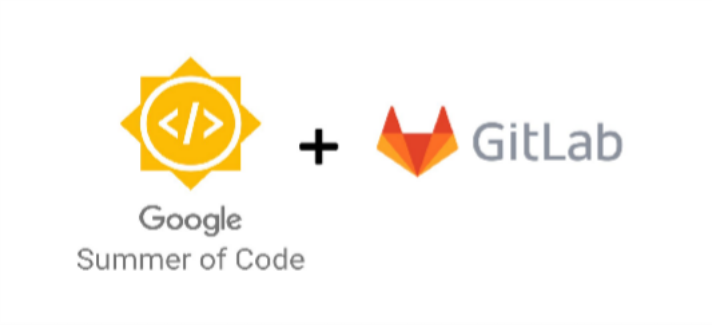 </>
Google
Summer of Code
+
GitLab